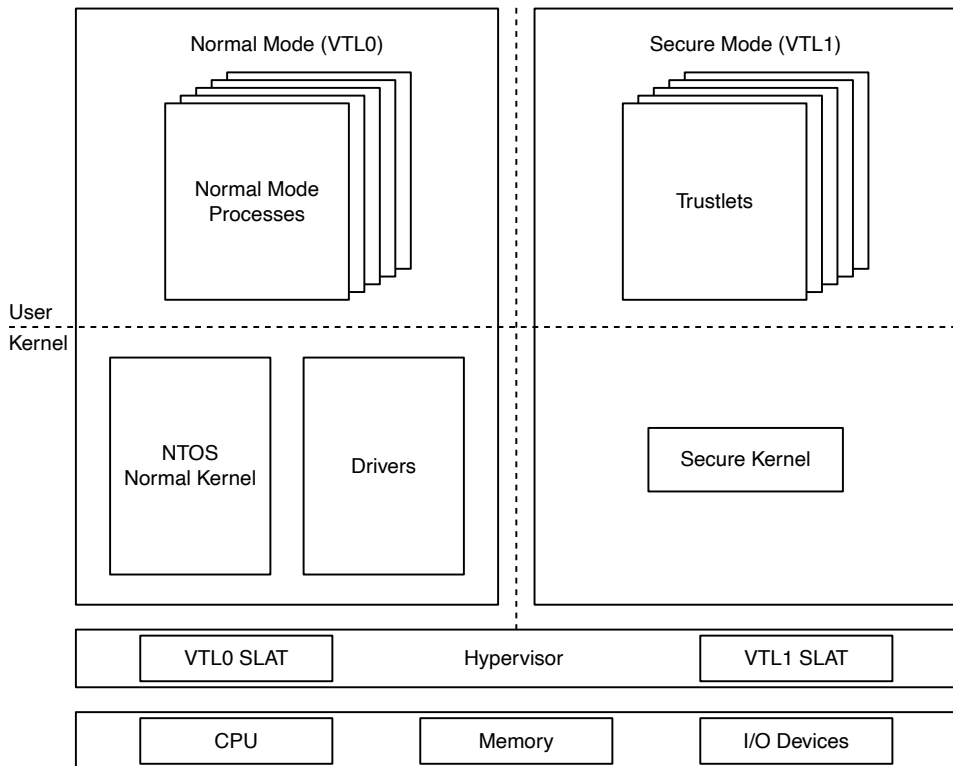 Normal Mode (VTL0)
Secure Mode (VTL1)
Normal Mode
Processes
Trustlets
User
Kernel
NTOS
Normal Kernel
Drivers
Secure Kernel
VTL0 SLAT
Hypervisor
VTL1 SLAT
CPU
Memory
I/O Devices